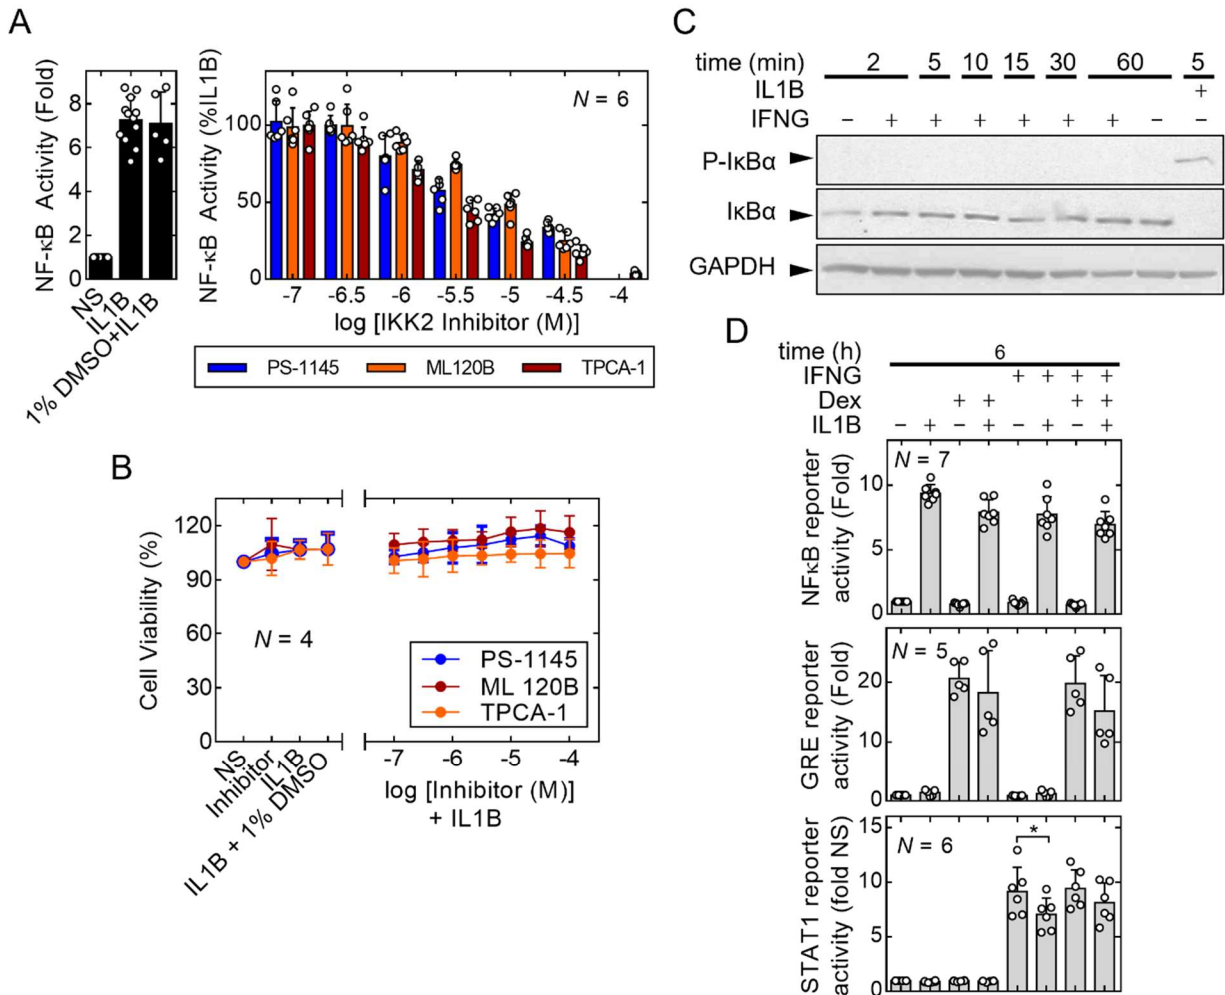 A
NF-κB Activity (Fold)
8
6
4
2
0
NS
IL1B
1% DMSO+IL1B
NF-κB Activity (%IL1B)
N = 6
100
50
0
-7 -6.5 -6 -5.5 -5 -4.5 -4
log [IKK2 Inhibitor (M)]
PS-1145 ML120B TPCA-1
B
Cell Viability (%)
120
90
60
30
0
N = 4
PS-1145
ML 120B
TPCA-1
NS
Inhibitor
IL1B
IL1B + 1% DMSO
-7 -6 -5 -4
log [Inhibitor (M)]
+ IL1B
C
time (min) 2 5 10 15 30 60 5
IL1B +
IFNG − + + + + + + − −
P-IκBα
IκBα
GAPDH
D
time (h) 6
IFNG + + + +
Dex + + + +
IL1B − + − + − + − +
NFκB reporter
activity (Fold)
N = 7
10
5
0
GRE reporter
activity (Fold)
N = 5
20
10
0
STAT1 reporter
activity (fold NS)
15
N = 6
*
10
5